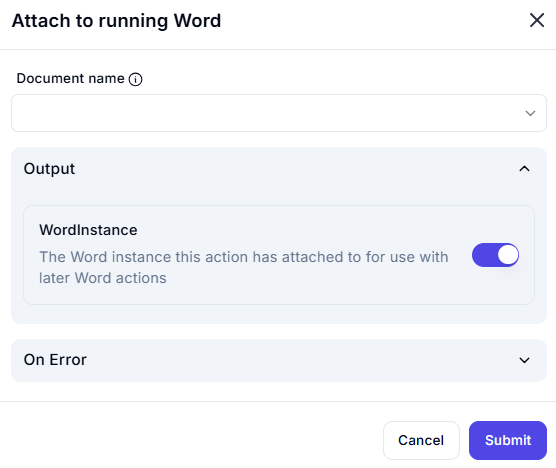 Attach to running Word
Document name
Output
WordInstance
The Word instance this action has attached to for use with
later Word actions
On Error
Cancel
Submit